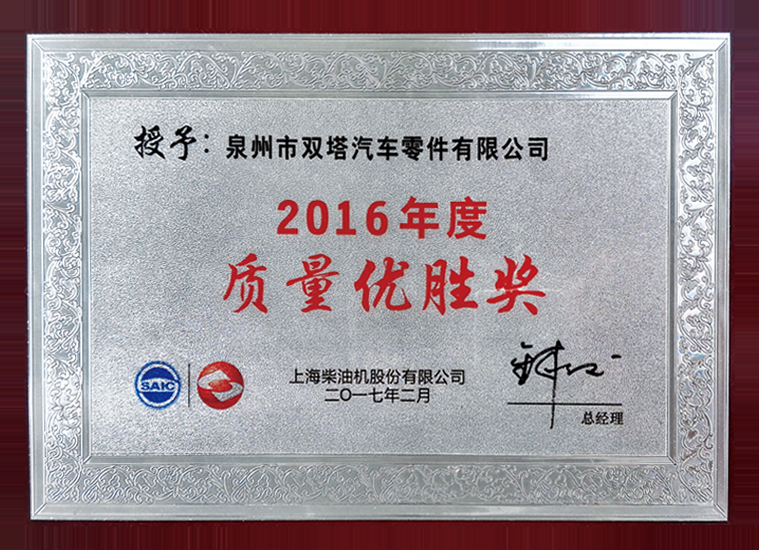 授予：泉州市双塔汽车零件有限公司
2016年度
质量优胜奖
SAIC
上海柴油机股份有限公司
二〇一七年二月
总经理